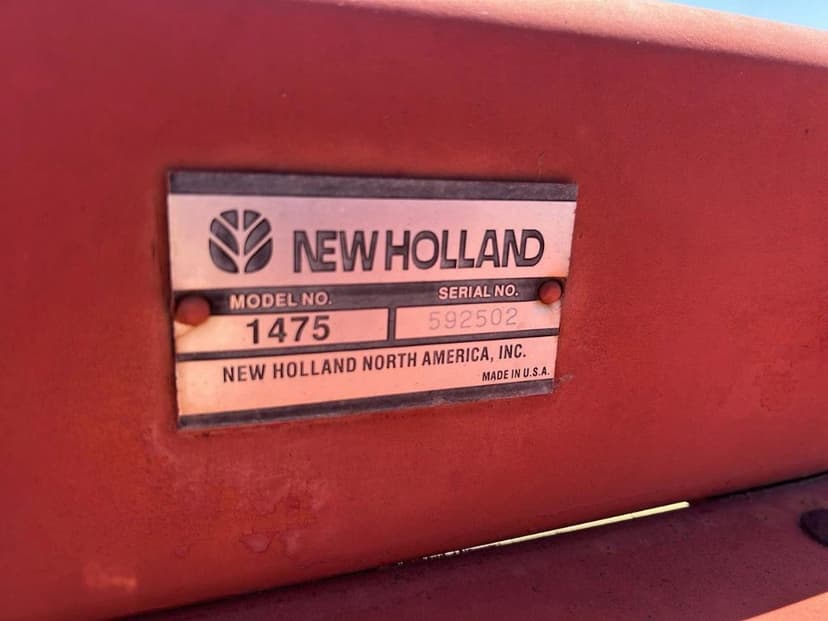 NEW HOLLAND
MODEL NO. SERIAL NO.
1475 592502
NEW HOLLAND NORTH AMERICA, INC.
MADE IN U.S.A.